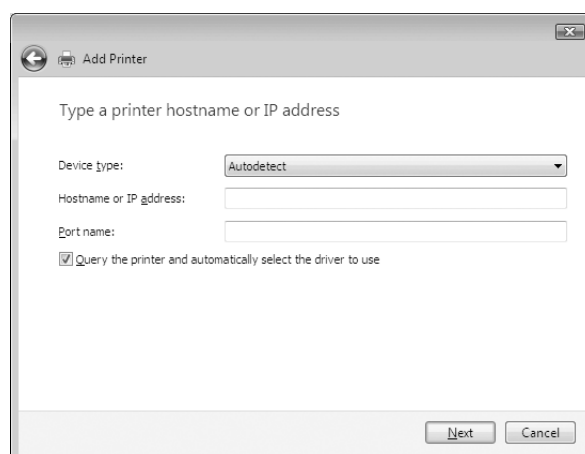 Add Printer
Type a printer hostname or IP address
Device type: Autodetect
Hostname or IP address:
Port name:
Query the printer and automatically select the driver to use
Next Cancel